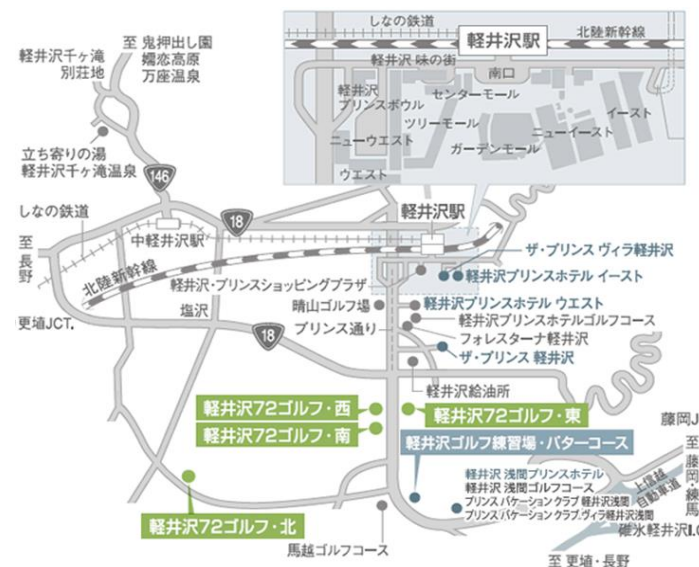 しなの鉄道
軽井沢駅
北陸新幹線
軽井沢 味の街
南口
軽井沢
プリンスボウル
センターモール
ツリーモール
ニューウエスト
ガーデンモール
ニューイースト
イースト
ウエスト
軽井沢千ヶ滝
別荘地
至 鬼押出し園
嬬恋高原
万座温泉
立ち寄りの湯
軽井沢千ヶ滝温泉
146
しなの鉄道
18
軽井沢駅
中軽井沢駅
至
長
野
北陸新幹線
ザ・プリンス ヴィラ軽井沢
軽井沢プリンスホテル イースト
軽井沢・プリンスショッピングプラザ
晴山ゴルフ場
軽井沢プリンスホテル ウエスト
塩沢
軽井沢プリンスホテルゴルフコース
更埴JCT.
プリンス通り
フォレスターナ軽井沢
18
ザ・プリンス 軽井沢
軽井沢給油所
軽井沢72ゴルフ・西
軽井沢72ゴルフ・東
軽井沢72ゴルフ・南
軽井沢ゴルフ練習場・パターコース
藤岡J
至
藤
岡
・
練
馬
軽井沢 浅間プリンスホテル
軽井沢 浅間ゴルフコース
プリンス バケーション クラブ 軽井沢浅間
プリンス バケーション クラブ ヴィラ軽井沢浅間
上信越
自動車道
軽井沢72ゴルフ・北
碓氷軽井沢I.C
馬越ゴルフコース
至 更埴・長野